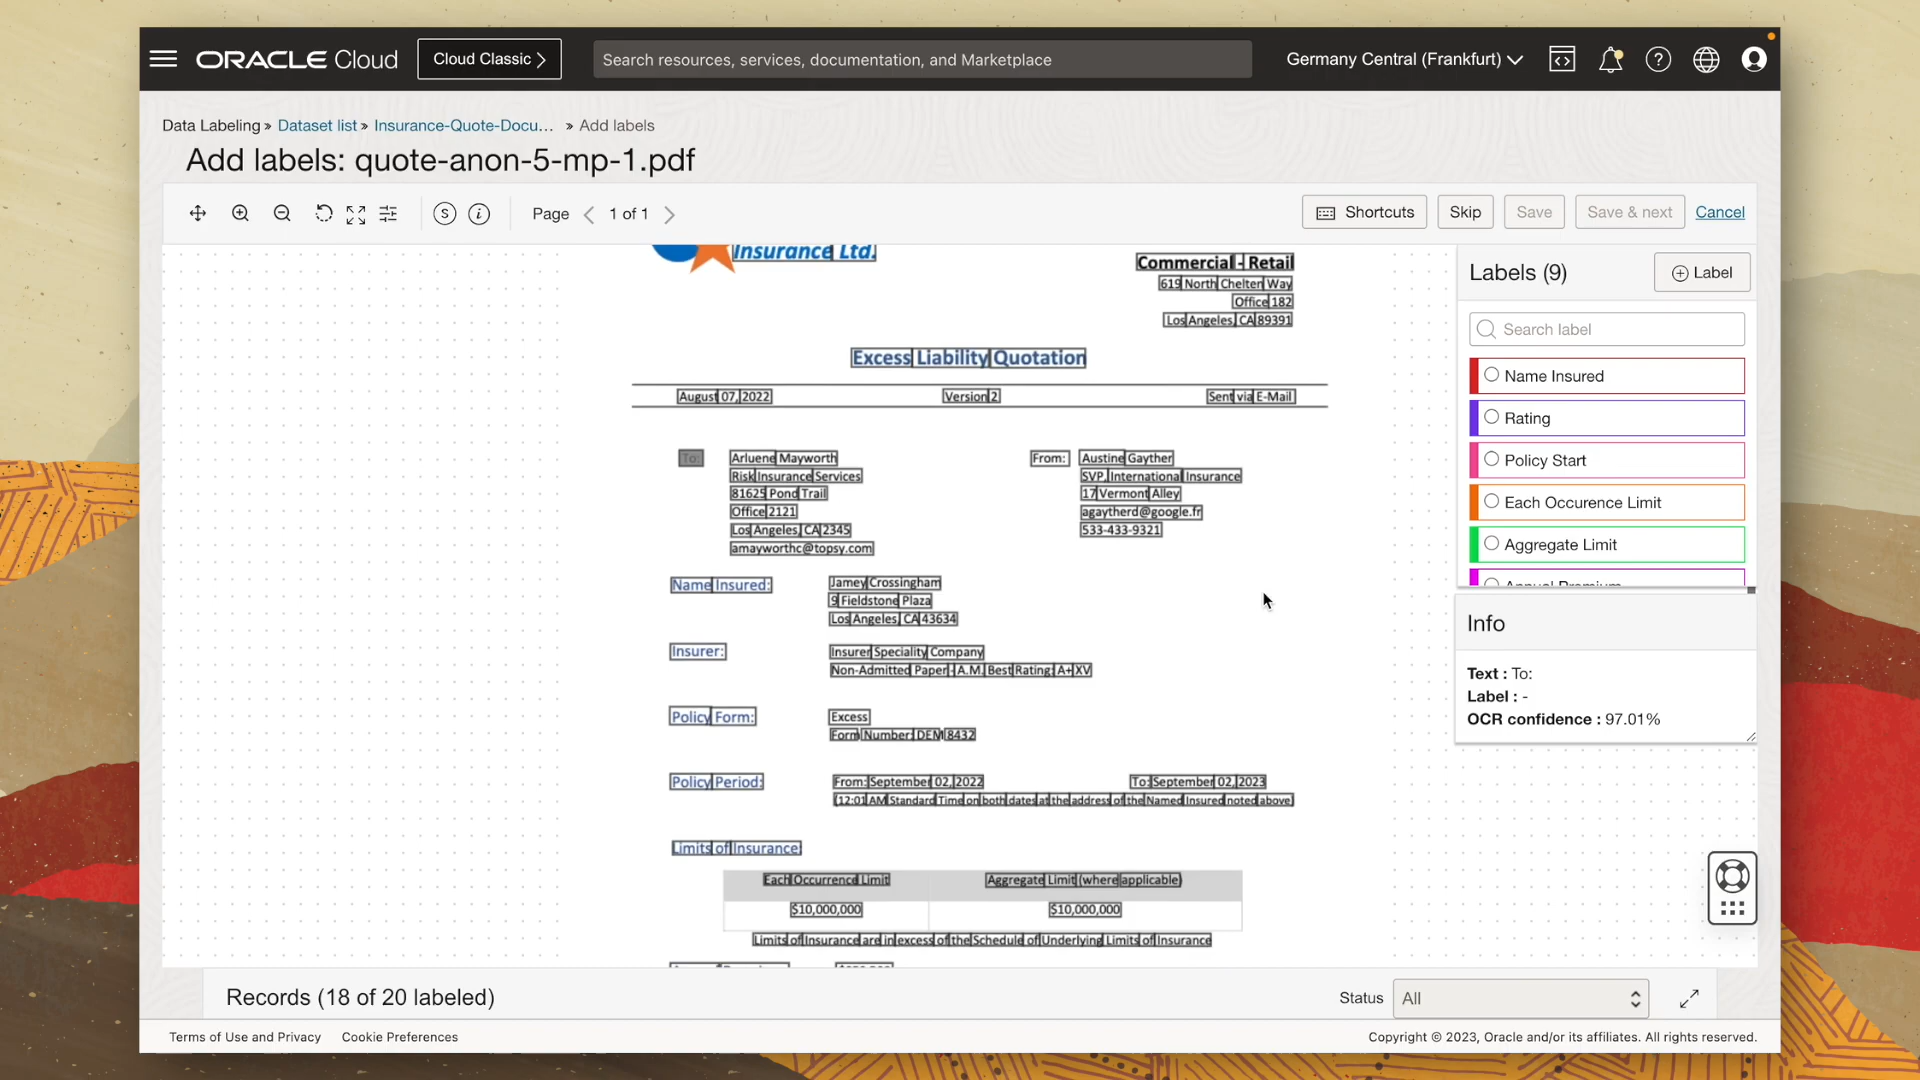 ORACLE Cloud
Cloud Classic
Search resources, services, documentation, and Marketplace
Germany Central (Frankfurt)
Data Labeling » Dataset list » Insurance-Quote-Docu... » Add labels
Add labels: quote-anon-5-mp-1.pdf
S
i
Page
1 of 1
Shortcuts
Skip
Save
Save & next
Cancel
Insurance Ltd.
Commercial - Retail
619 North Chelten Way
Office 182
Los Angeles, CA 89391
Excess Liability Quotation
August 07, 2022
Version 2
Sent via E-Mail
To:
Arluene Mayworth
Risk Insurance Services
81625 Pond Trail
Office 2121
Los Angeles, CA 2345
amayworthc@topsy.com
From:
Austine Gayther
SVP, International Insurance
17 Vermont Alley
agaytherd@google.fr
533-433-9321
Name Insured:
Jamey Crossingham
9 Fieldstone Plaza
Los Angeles, CA 43634
Insurer:
Insurer Speciality Company
Non-Admitted Paper - A.M. Best Rating: A+ XV
Policy Form:
Excess
Form Number: DEM 8432
Policy Period:
From: September 02, 2022
To: September 02, 2023
(12:01 AM Standard Time on both dates at the address of the Named Insured noted above)
Limits of Insurance:
Each Occurrence Limit
Aggregate Limit (where applicable)
$10,000,000
$10,000,000
Limits of Insurance are in excess of the Schedule of Underlying Limits of Insurance
Labels (9)
Label
Search label
Name Insured
Rating
Policy Start
Each Occurence Limit
Aggregate Limit
Annual Premium
Info
Text : To:
Label : -
OCR confidence : 97.01%
Records (18 of 20 labeled)
Status
All
Terms of Use and Privacy
Cookie Preferences
Copyright © 2023, Oracle and/or its affiliates. All rights reserved.